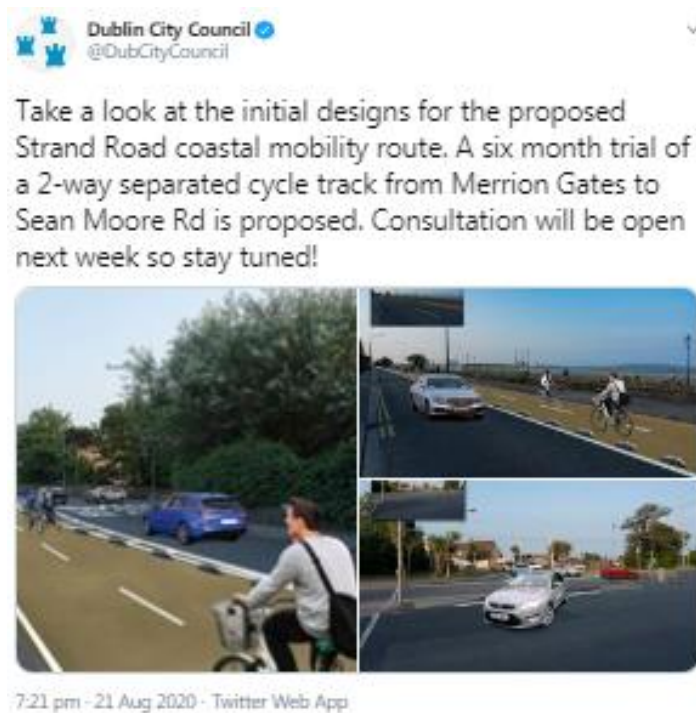 Dublin City Council
@DubCityCouncil
Take a look at the initial designs for the proposed
Strand Road coastal mobility route. A six month trial of
a 2-way separated cycle track from Merrion Gates to
Sean Moore Rd is proposed. Consultation will be open
next week so stay tuned!
7:21 pm · 21 Aug 2020 · Twitter Web App